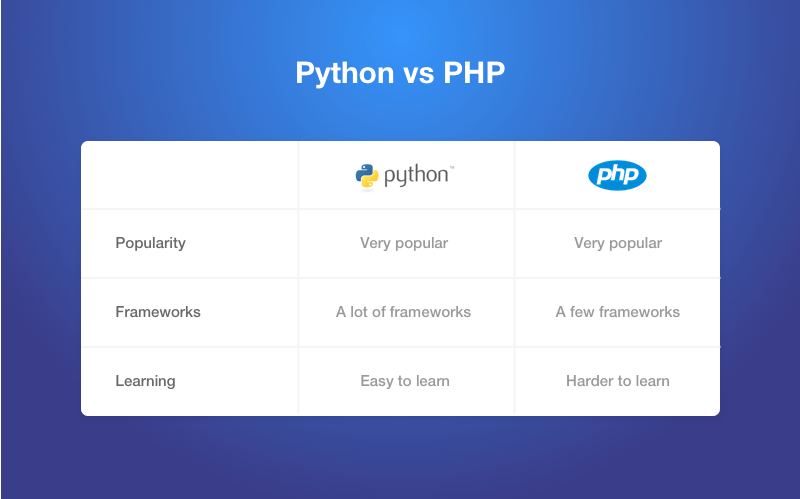 Python vs PHP
python™ php
Popularity Very popular Very popular
Frameworks A lot of frameworks A few frameworks
Learning Easy to learn Harder to learn